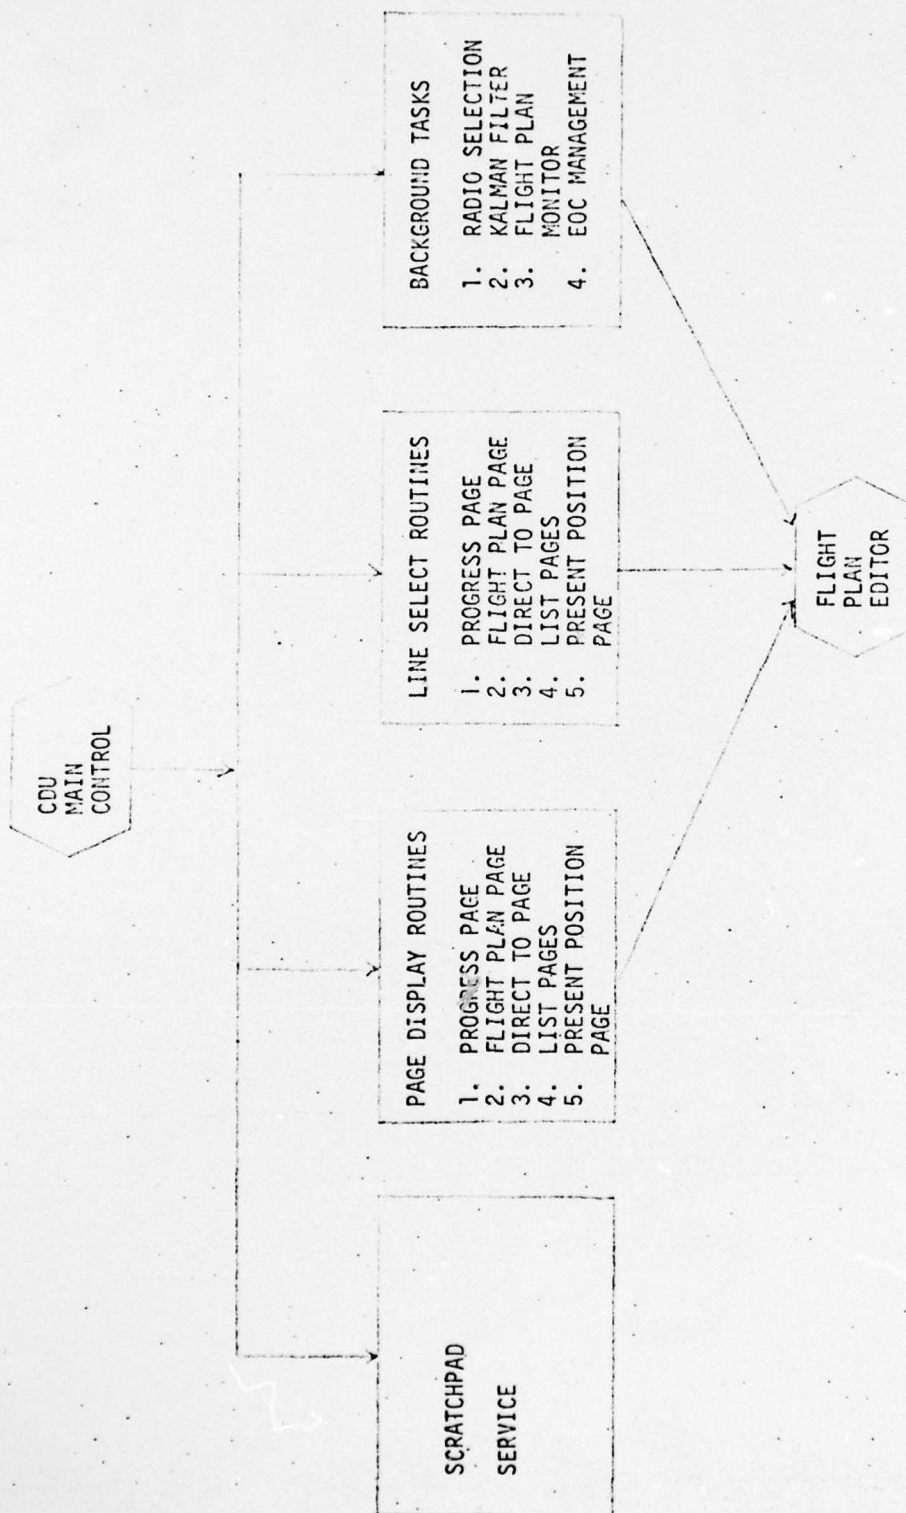 CDU
MAIN
CONTROL
SCRATCHPAD
SERVICE
PAGE DISPLAY ROUTINES
1. PROGRESS PAGE
2. FLIGHT PLAN PAGE
3. DIRECT TO PAGE
4. LIST PAGES
5. PRESENT POSITION
PAGE
LINE SELECT ROUTINES
1. PROGRESS PAGE
2. FLIGHT PLAN PAGE
3. DIRECT TO PAGE
4. LIST PAGES
5. PRESENT POSITION
PAGE
BACKGROUND TASKS
1. RADIO SELECTION
2. KALMAN FILTER
3. FLIGHT PLAN
MONITOR
4. EOC MANAGEMENT
FLIGHT
PLAN
EDITOR